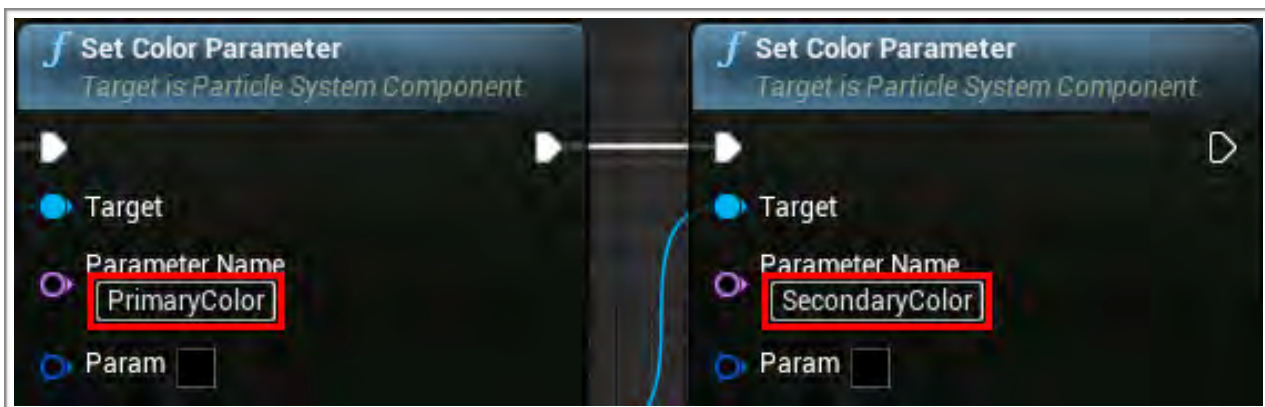 f Set Color Parameter
Target is Particle System Component
Target
Parameter Name
PrimaryColor
Param
f Set Color Parameter
Target is Particle System Component
Target
Parameter Name
SecondaryColor
Param